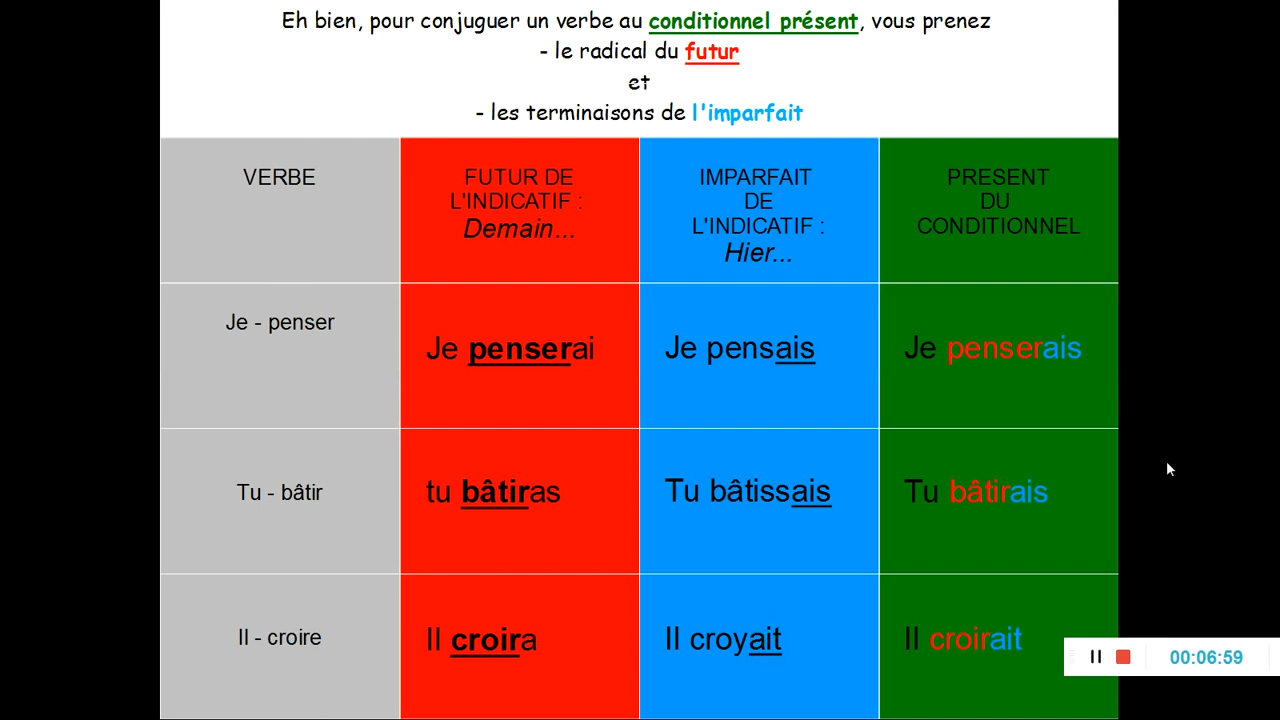 Eh bien, pour conjuguer un verbe au conditionnel présent, vous prenez
- le radical du futur
et
- les terminaisons de l'imparfait
VERBE
FUTUR DE
L'INDICATIF :
Demain...
IMPARFAIT
DE
L'INDICATIF :
Hier...
PRESENT
DU
CONDITIONNEL
Je - penser
Je penserai
Je pensais
Je penserais
Tu - bâtir
tu bâtiras
Tu bâtissais
Tu bâtirais
Il - croire
Il croira
Il croyait
Il croirait
00:06:59